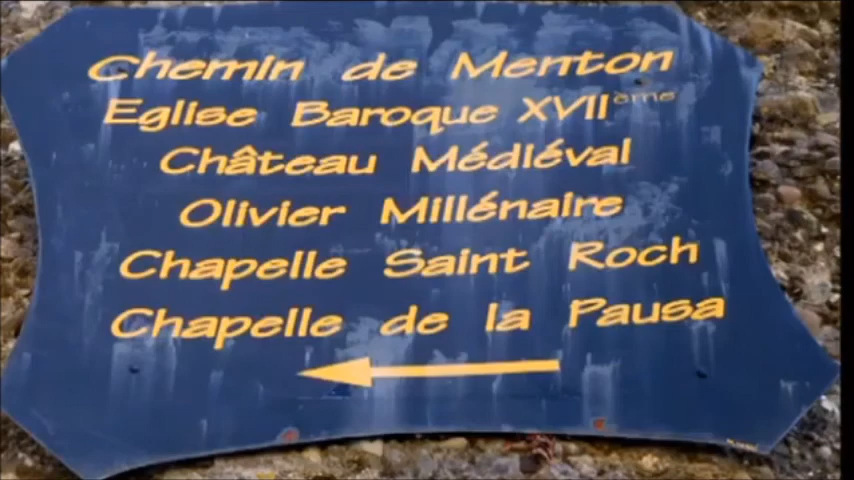 Chemin de Menton
Eglise Baroque XVIIème
Château Médiéval
Olivier Millénaire
Chapelle Saint Roch
Chapelle de la Pausa